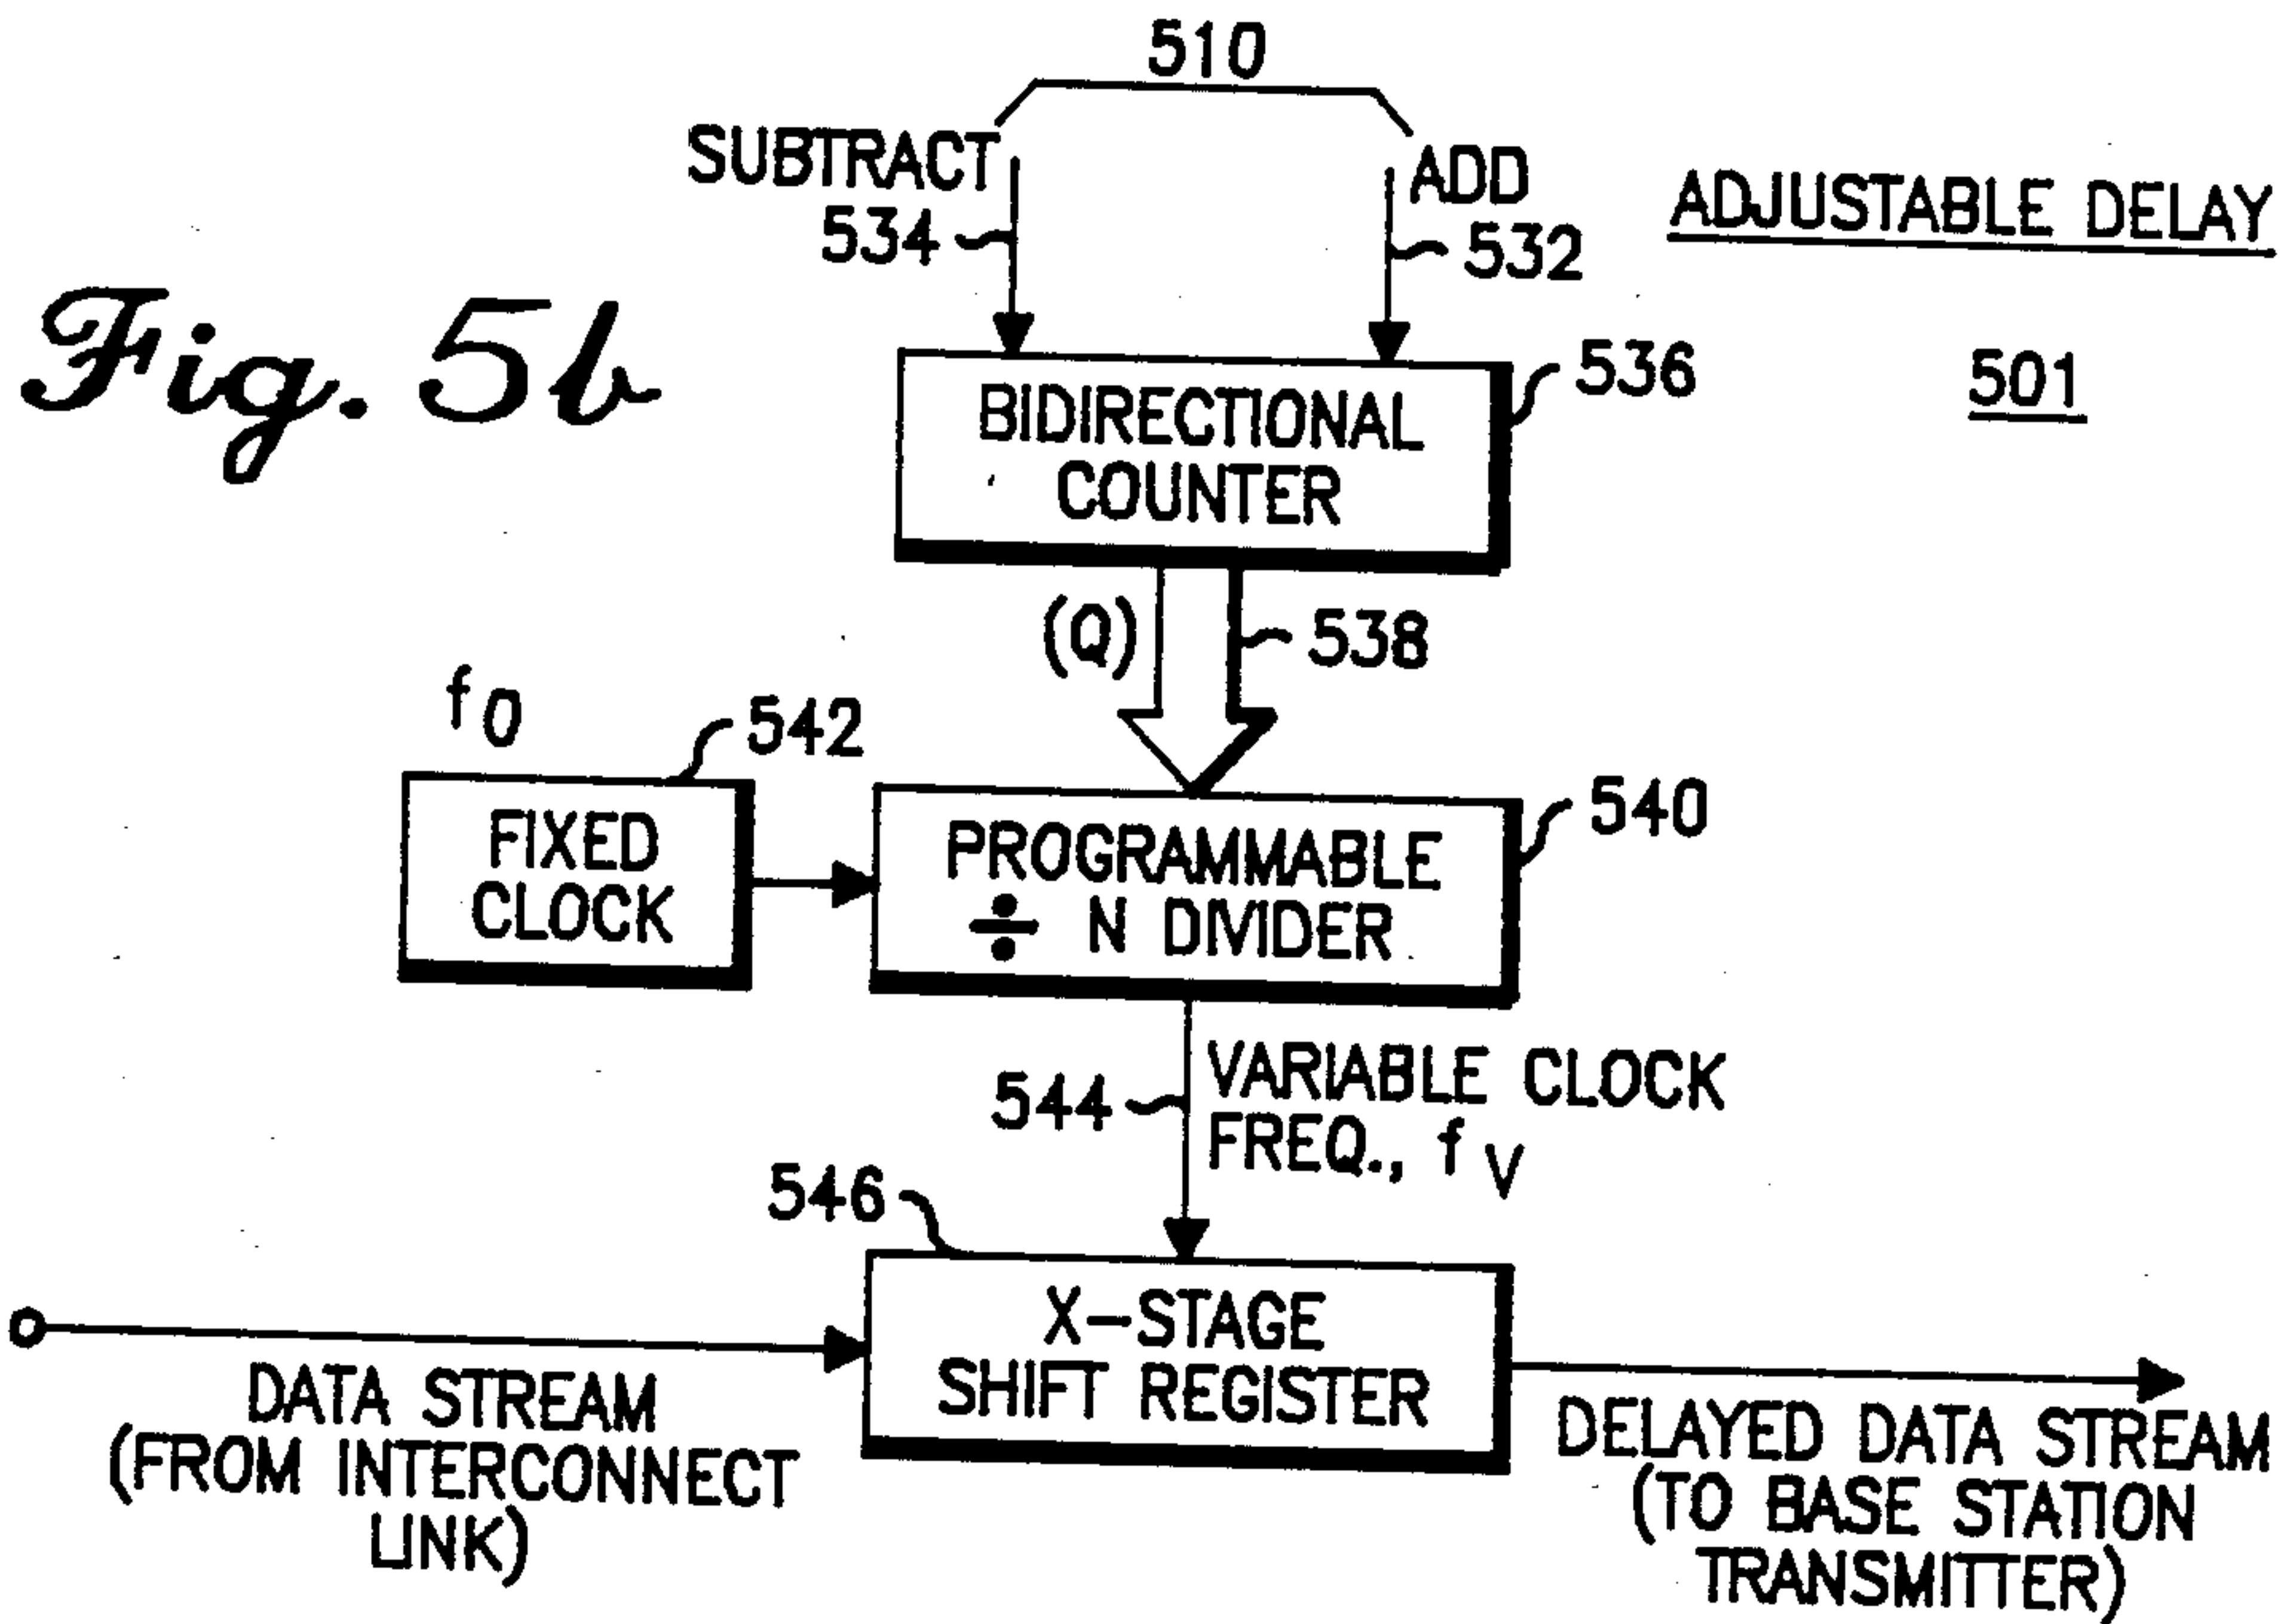 510
SUBTRACT
ADD
ADJUSTABLE DELAY
534
532
Fig. 5b
536
501
BIDIRECTIONAL
COUNTER
(Q)
538
f0
542
540
FIXED
CLOCK
PROGRAMMABLE
÷ N DIVIDER
544
VARIABLE CLOCK
FREQ., fV
546
X-STAGE
SHIFT REGISTER
DATA STREAM
(FROM INTERCONNECT
LINK)
DELAYED DATA STREAM
(TO BASE STATION
TRANSMITTER)